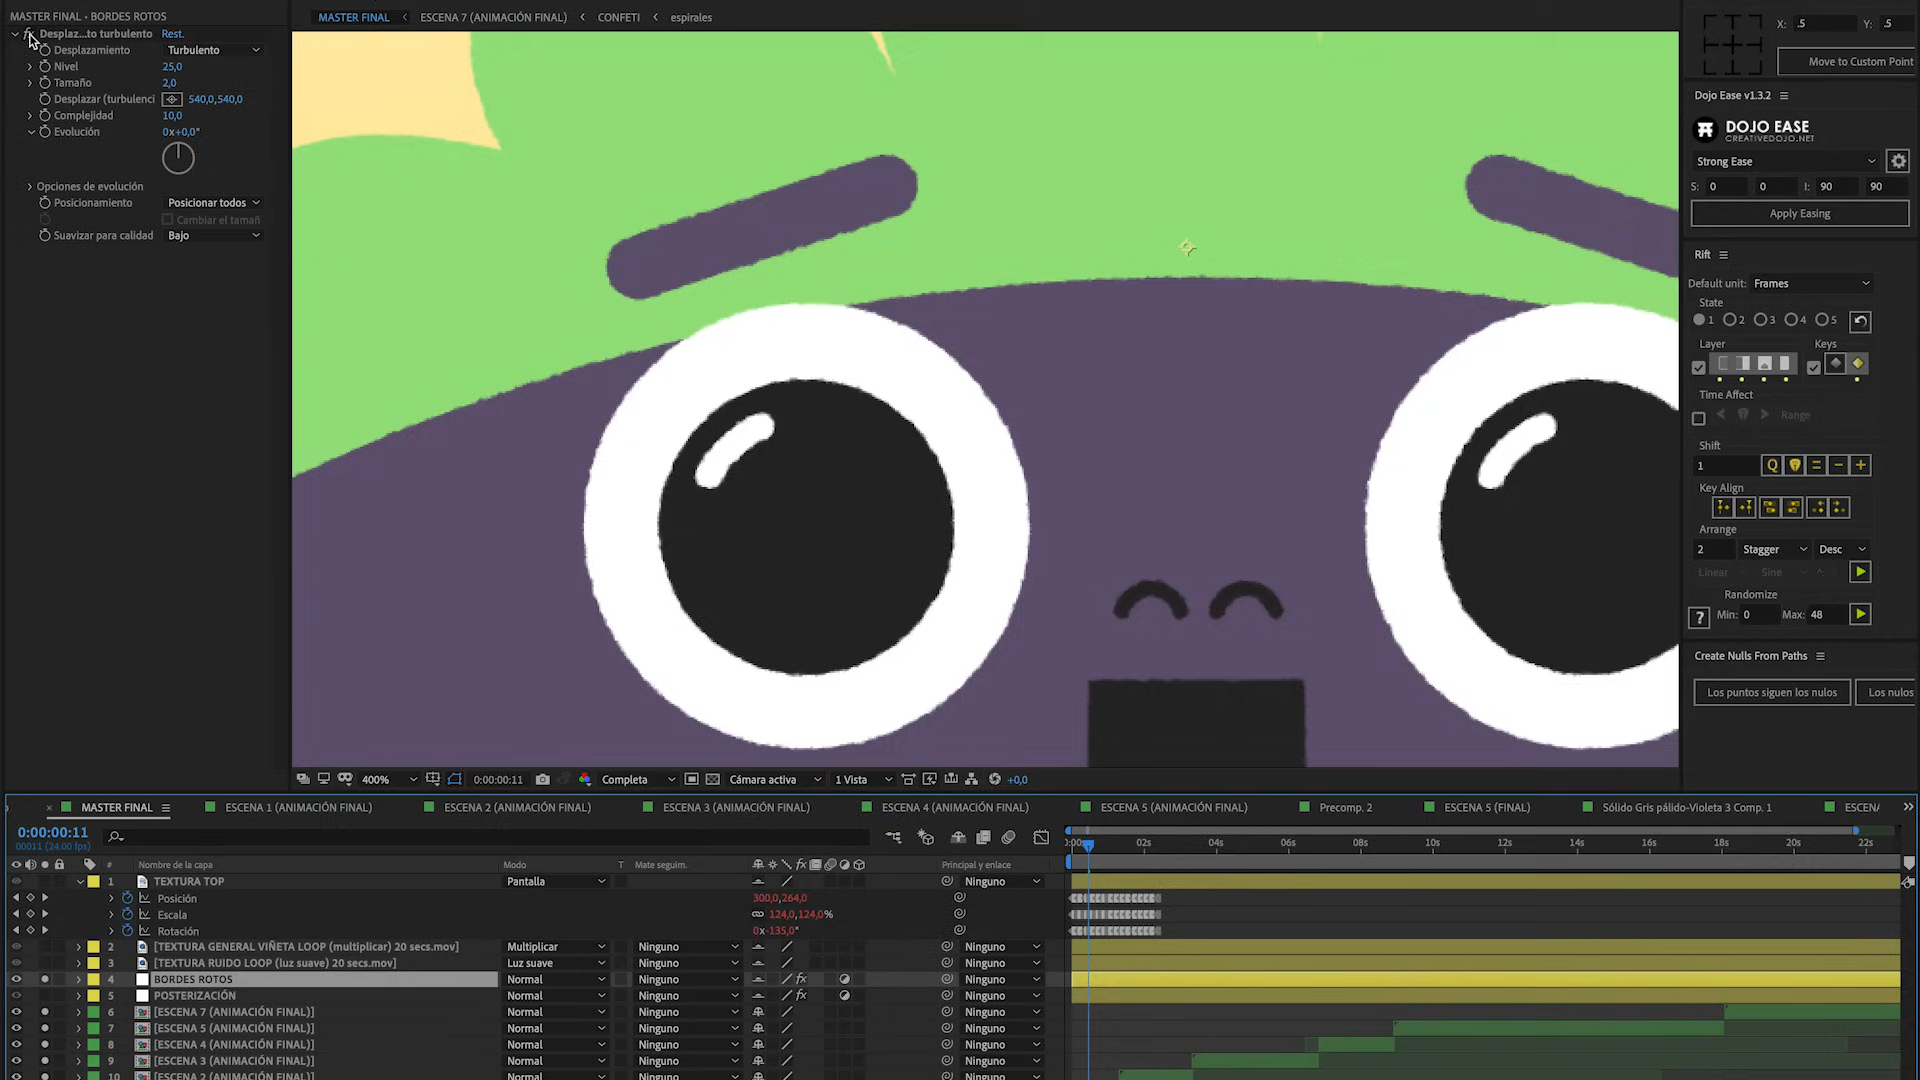 MASTER FINAL • BORDES ROTOS
Desplaz...to turbulento Rest.
Desplazamiento Turbulento
Nivel 25,0
Tamaño 2,0
Desplazar (turbulenci 540,0,540,0
Complejidad 10,0
Evolución 0x+0,0°
Opciones de evolución
Posicionamiento Posicionar todos
Cambiar el tamañ
Suavizar para calidad Bajo
MASTER FINAL ESCENA 7 (ANIMACIÓN FINAL) CONFETI espirales
X: .5 Y: .5
Move to Custom Point
Dojo Ease v1.3.2
DOJO EASE
CREATIVEDOJO.NET
Strong Ease
S: 0 0 I: 90 90
Apply Easing
Rift
Default unit: Frames
State
1 2 3 4 5
Layer Keys
Time Affect
Range
Shift
1 Q = − +
Key Align
Arrange
2 Stagger Desc
Linear Sine
Randomize
? Min: 0 Max: 48
Create Nulls From Paths
Los puntos siguen los nulos Los nulos
400% 0:00:00:11 Completa Cámara activa 1 Vista +0,0
MASTER FINAL ESCENA 1 (ANIMACIÓN FINAL) ESCENA 2 (ANIMACIÓN FINAL) ESCENA 3 (ANIMACIÓN FINAL) ESCENA 4 (ANIMACIÓN FINAL) ESCENA 5 (ANIMACIÓN FINAL) Precomp. 2 ESCENA 5 (FINAL) Sólido Gris pálido-Violeta 3 Comp. 1 ESCEN
0:00:00:11
00011 (24.00 fps)
02s 04s 06s 08s 10s 12s 14s 16s 18s 20s 22s
# Nombre de la capa Modo T Mate seguim. Principal y enlace
1 TEXTURA TOP Pantalla Ninguno
Posición 300,0,264,0
Escala 124,0,124,0%
Rotación 0x-135,0°
2 [TEXTURA GENERAL VIÑETA LOOP (multiplicar) 20 secs.mov] Multiplicar Ninguno Ninguno
3 [TEXTURA RUIDO LOOP (luz suave) 20 secs.mov] Luz suave Ninguno Ninguno
4 BORDES ROTOS Normal Ninguno fx Ninguno
5 POSTERIZACIÓN Normal Ninguno fx Ninguno
6 [ESCENA 7 (ANIMACIÓN FINAL)] Normal Ninguno Ninguno
7 [ESCENA 5 (ANIMACIÓN FINAL)] Normal Ninguno Ninguno
8 [ESCENA 4 (ANIMACIÓN FINAL)] Normal Ninguno Ninguno
9 [ESCENA 3 (ANIMACIÓN FINAL)] Normal Ninguno Ninguno
10 [ESCENA 2 (ANIMACIÓN FINAL)] Normal Ninguno Ninguno